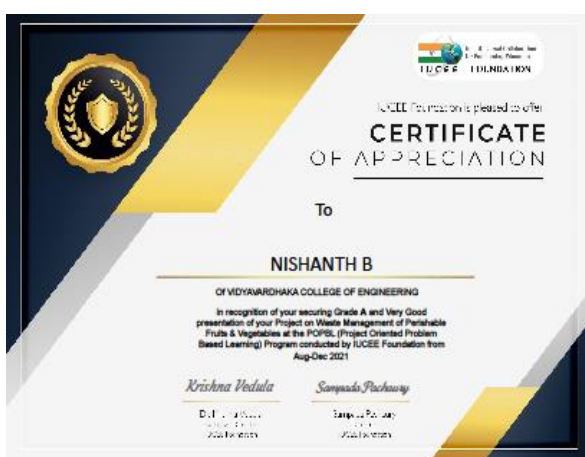 IUCEE FOUNDATION
IUCEE Foundation is pleased to offer
CERTIFICATE
OF APPRECIATION
To
NISHANTH B
Of VIDYAVARDHAKA COLLEGE OF ENGINEERING
In recognition of your securing Grade A and Very Good
presentation of your Project on Waste Management of Perishable
Fruits & Vegetables at the POPBL (Project Oriented Problem
Based Learning) Program conducted by IUCEE Foundation from
Aug-Dec 2021
Krishna Vedula Sampada Pachaury